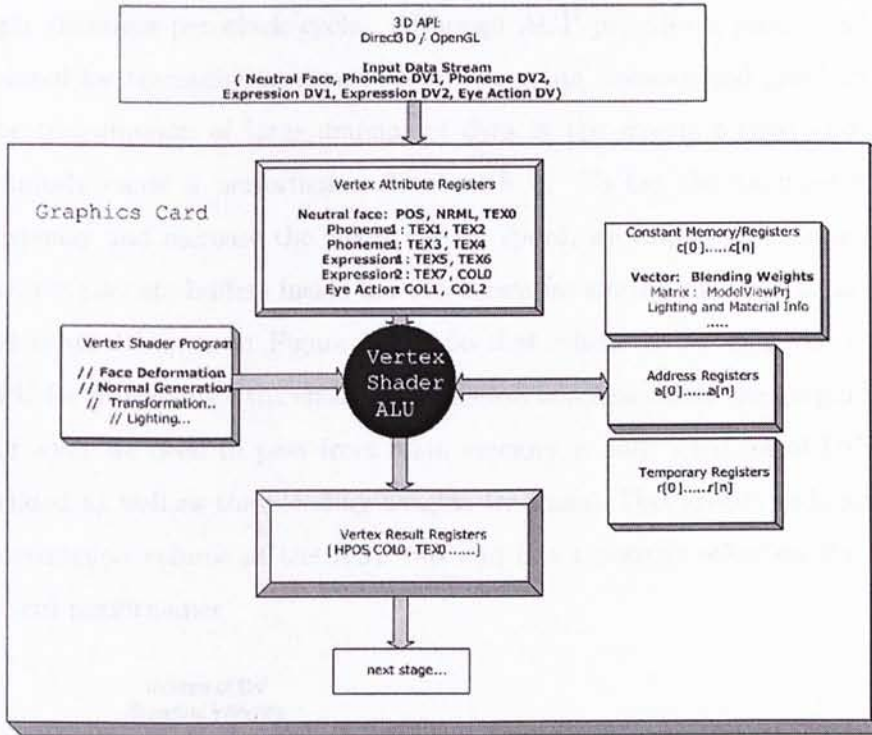 3D API
Direct3D / OpenGL
Input Data Stream
( Neutral Face, Phoneme DV1, Phoneme DV2,
Expression DV1, Expression DV2, Eye Action DV)
Graphics Card
Vertex Attribute Registers
Neutral face: POS, NRML, TEX0
Phoneme1 : TEX1, TEX2
Phoneme1 : TEX3, TEX4
Expression1 : TEX5, TEX6
Expression2 : TEX7, COL0
Eye Action COL1, COL2
Constant Memory/Registers
c[0]......c[n]
Vector: Blending Weights
Matrix : ModelViewPrj
Lighting and Material Info
.....
Vertex Shader Program
// Face Deformation
// Normal Generation
// Transformation..
// Lighting...
Vertex
Shader
ALU
Address Registers
a[0]......a[n]
Temporary Registers
r[0]......r[n]
Vertex Result Registers
[ HPOS, COL0, TEX0 ......]
next stage...